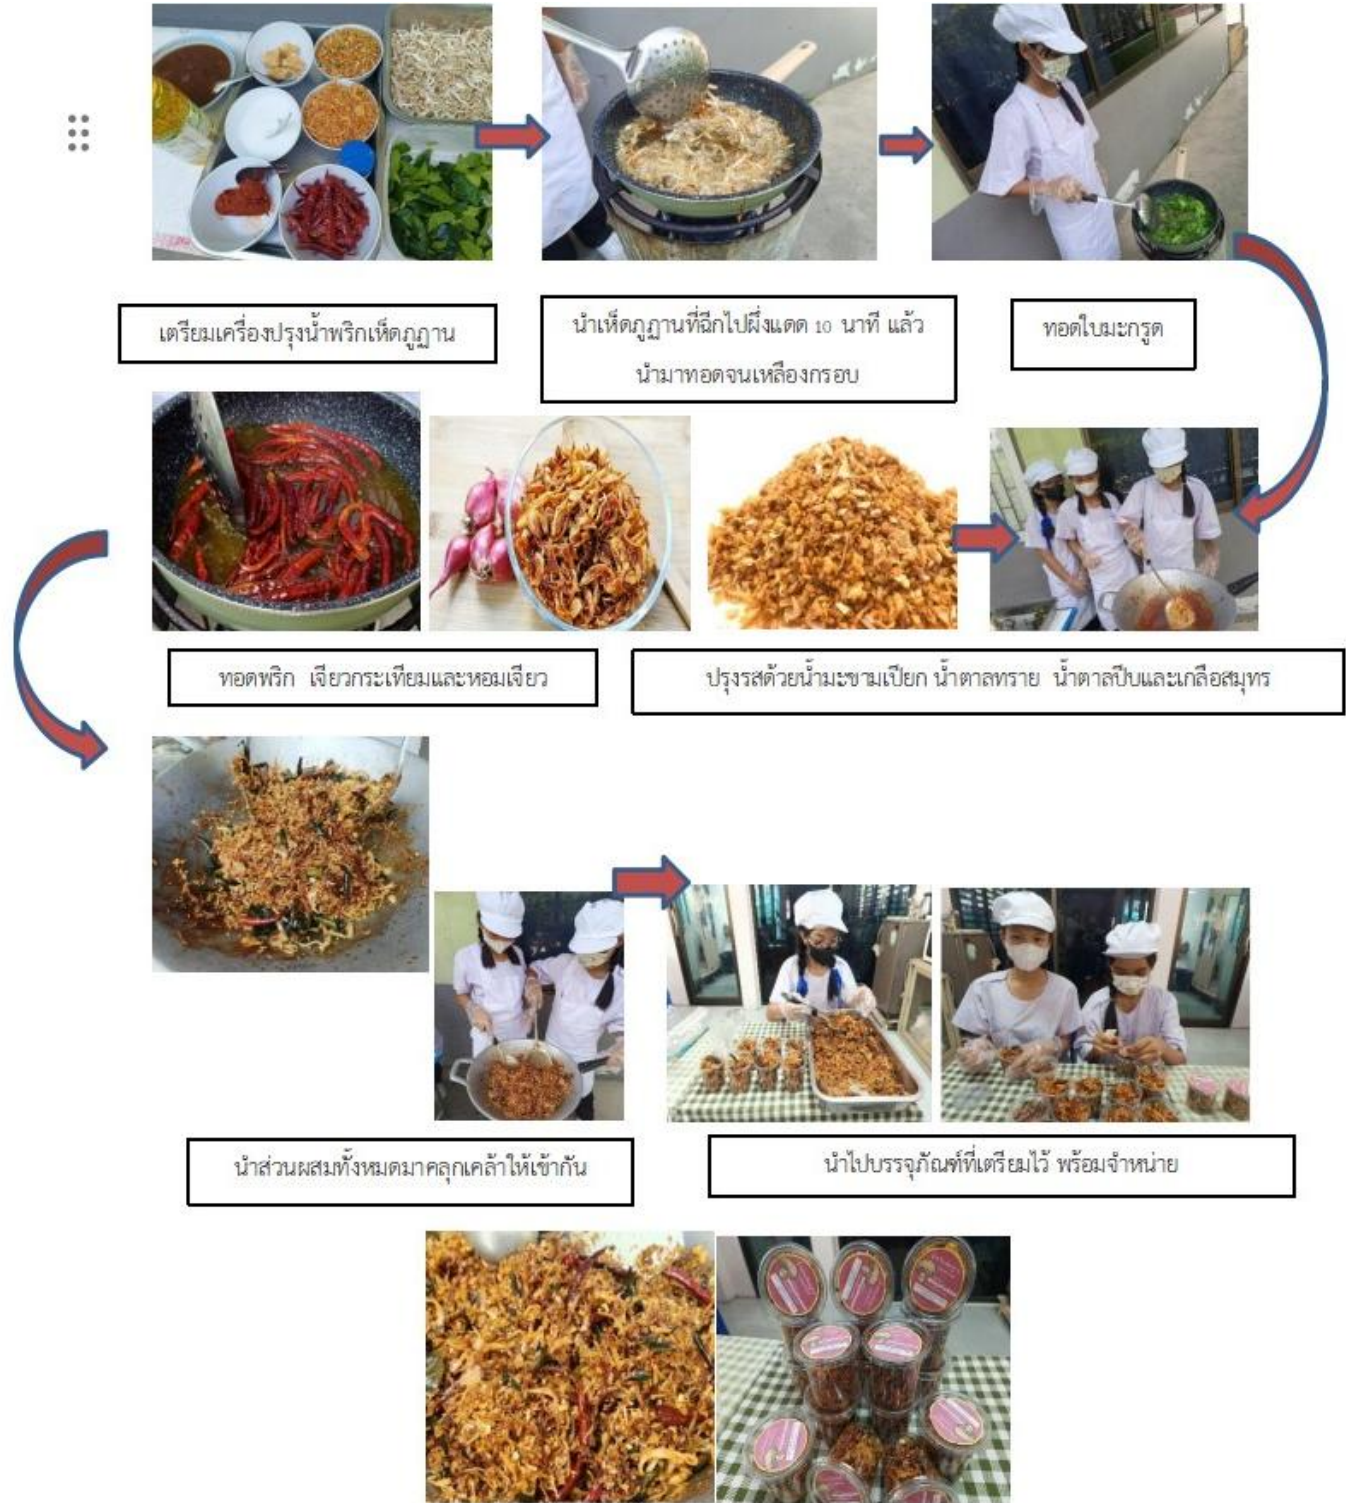 เตรียมเครื่องปรุงน้ำพริกเห็ดภูฏาน
นำเห็ดภูฏานที่ฉีกไปผึ่งแดด 10 นาที แล้ว
นำมาทอดจนเหลืองกรอบ
ทอดใบมะกรูด
ทอดพริก เจียวกระเทียมและหอมเจียว
ปรุงรสด้วยน้ำมะขามเปียก น้ำตาลทราย น้ำตาลปีบและเกลือสมุทร
นำส่วนผสมทั้งหมดมาคลุกเคล้าให้เข้ากัน
นำไปบรรจุภัณฑ์ที่เตรียมไว้ พร้อมจำหน่าย